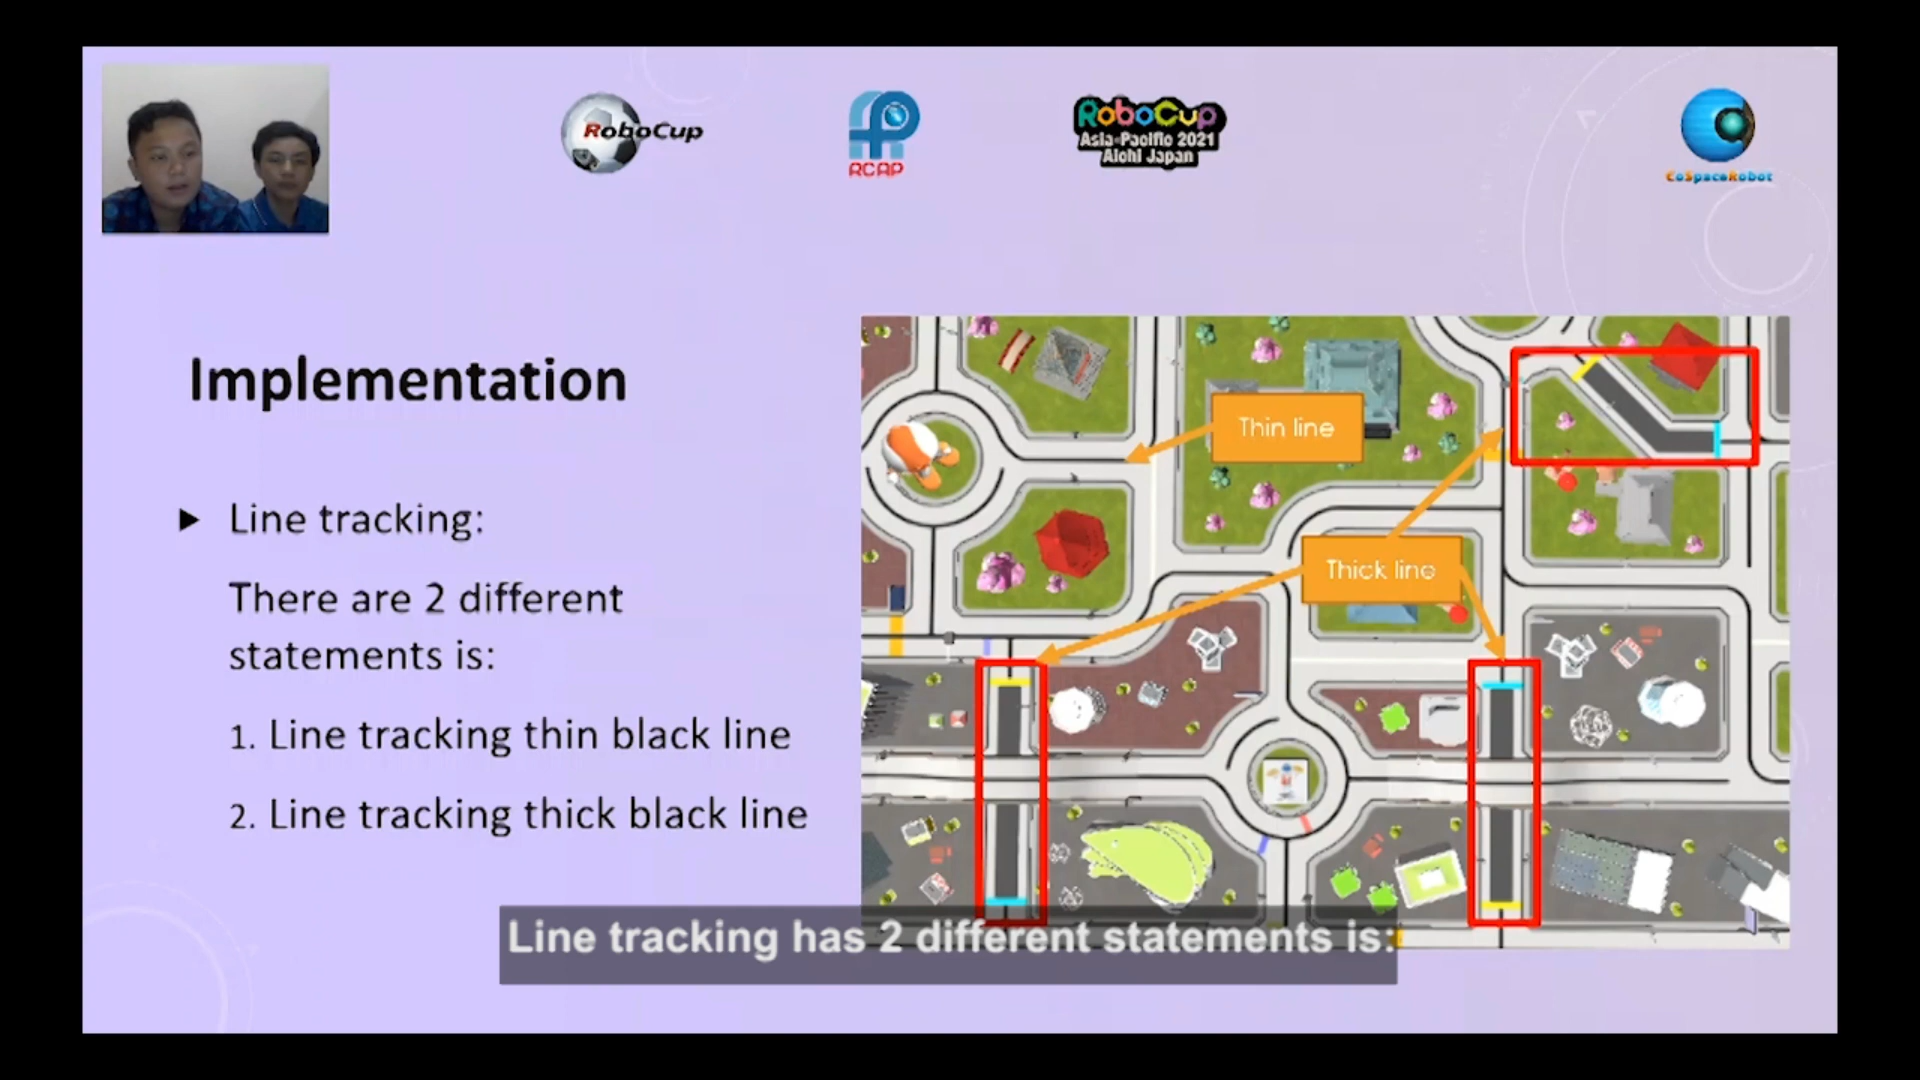 RoboCup
RCAP
RoboCup
Asia-Pacific 2021
Aichi Japan
CoSpaceRobot
Implementation
Line tracking:
There are 2 different
statements is:
1. Line tracking thin black line
2. Line tracking thick black line
Thin line
Thick line
Line tracking has 2 different statements is: